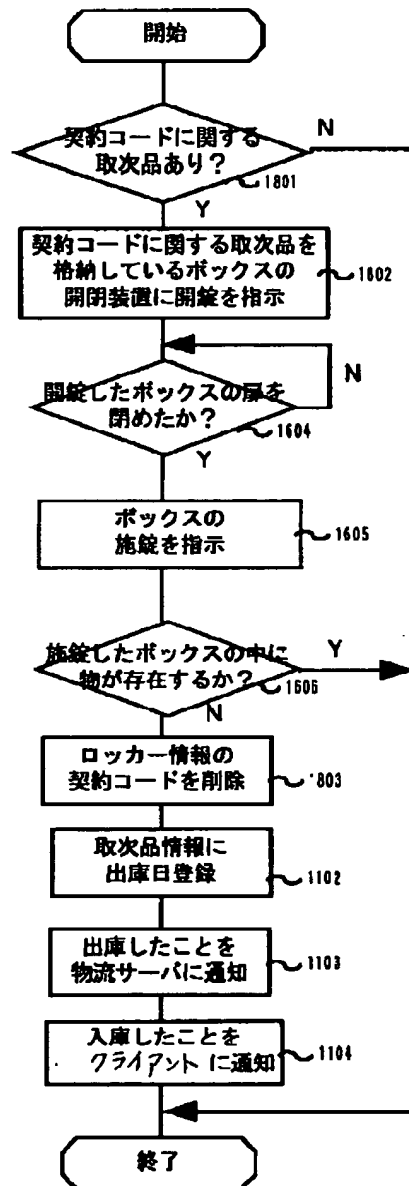 開始
契約コードに関する
取次品あり？
N
1801
Y
契約コードに関する取次品を
格納しているボックスの
開閉装置に開錠を指示
1602
N
開錠したボックスの扉を
閉めたか？
1604
Y
ボックスの
施錠を指示
1605
施錠したボックスの中に
物が存在するか？
Y
1606
N
ロッカー情報の
契約コードを削除
1803
取次品情報に
出庫日登録
1102
出庫したことを
物流サーバに通知
1103
入庫したことを
クライアントに通知
1104
終了